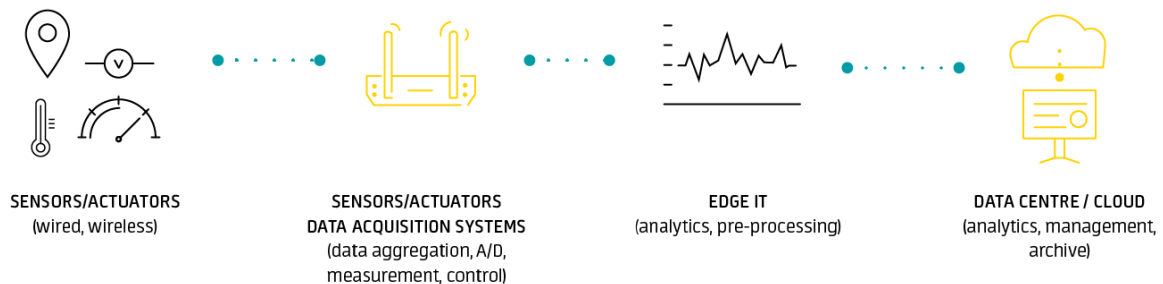 V
SENSORS/ACTUATORS
(wired, wireless)
SENSORS/ACTUATORS
DATA ACQUISITION SYSTEMS
(data aggregation, A/D,
measurement, control)
EDGE IT
(analytics, pre-processing)
DATA CENTRE / CLOUD
(analytics, management,
archive)